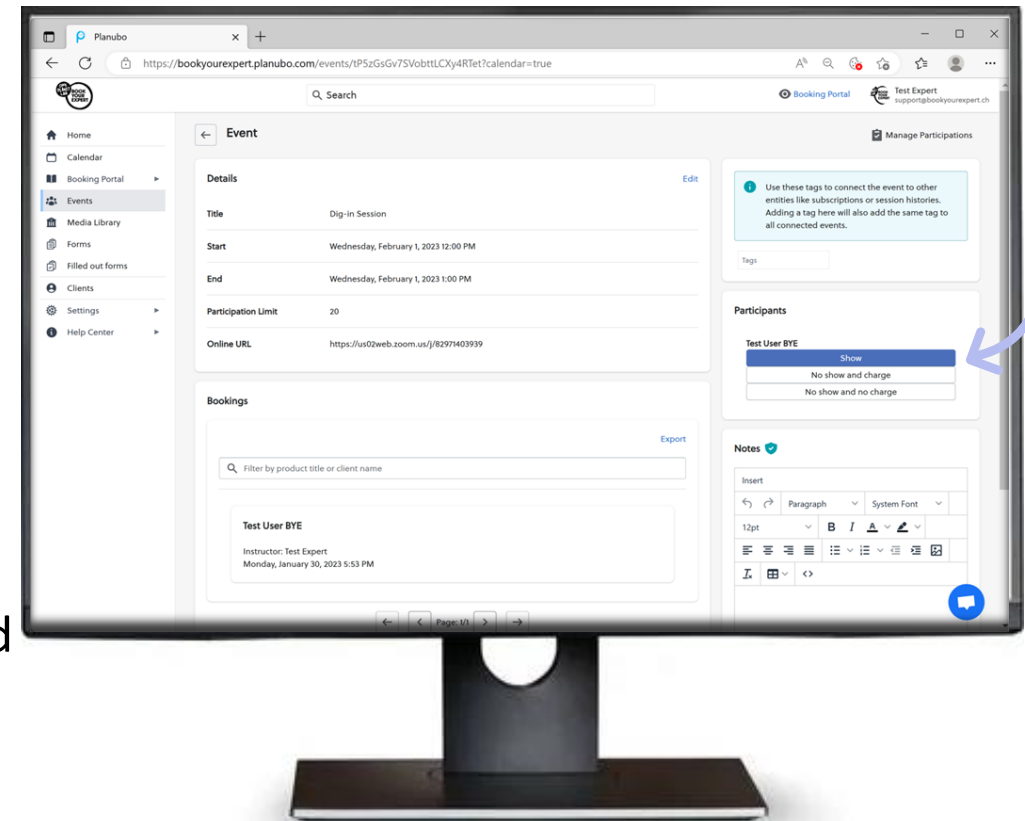 Planubo
https://bookyourexpert.planubo.com/events/tP5zGsGv7SVobttLCXy4RTet?calendar=true
BOOK
YOUR
EXPERT
Search
Booking Portal
Test Expert
support@bookyourexpert.ch
Home
Calendar
Booking Portal
Events
Media Library
Forms
Filled out forms
Clients
Settings
Help Center
Event
Manage Participations
Details
Edit
Title Dig-in Session
Start Wednesday, February 1, 2023 12:00 PM
End Wednesday, February 1, 2023 1:00 PM
Participation Limit 20
Online URL https://us02web.zoom.us/j/82971403939
Bookings
Export
Filter by product title or client name
Test User BYE
Instructor: Test Expert
Monday, January 30, 2023 5:53 PM
Page: 1/1
Use these tags to connect the event to other
entities like subscriptions or session histories.
Adding a tag here will also add the same tag to
all connected events.
Tags
Participants
Test User BYE
Show
No show and charge
No show and no charge
Notes
Insert
Paragraph System Font
12pt B I A
d